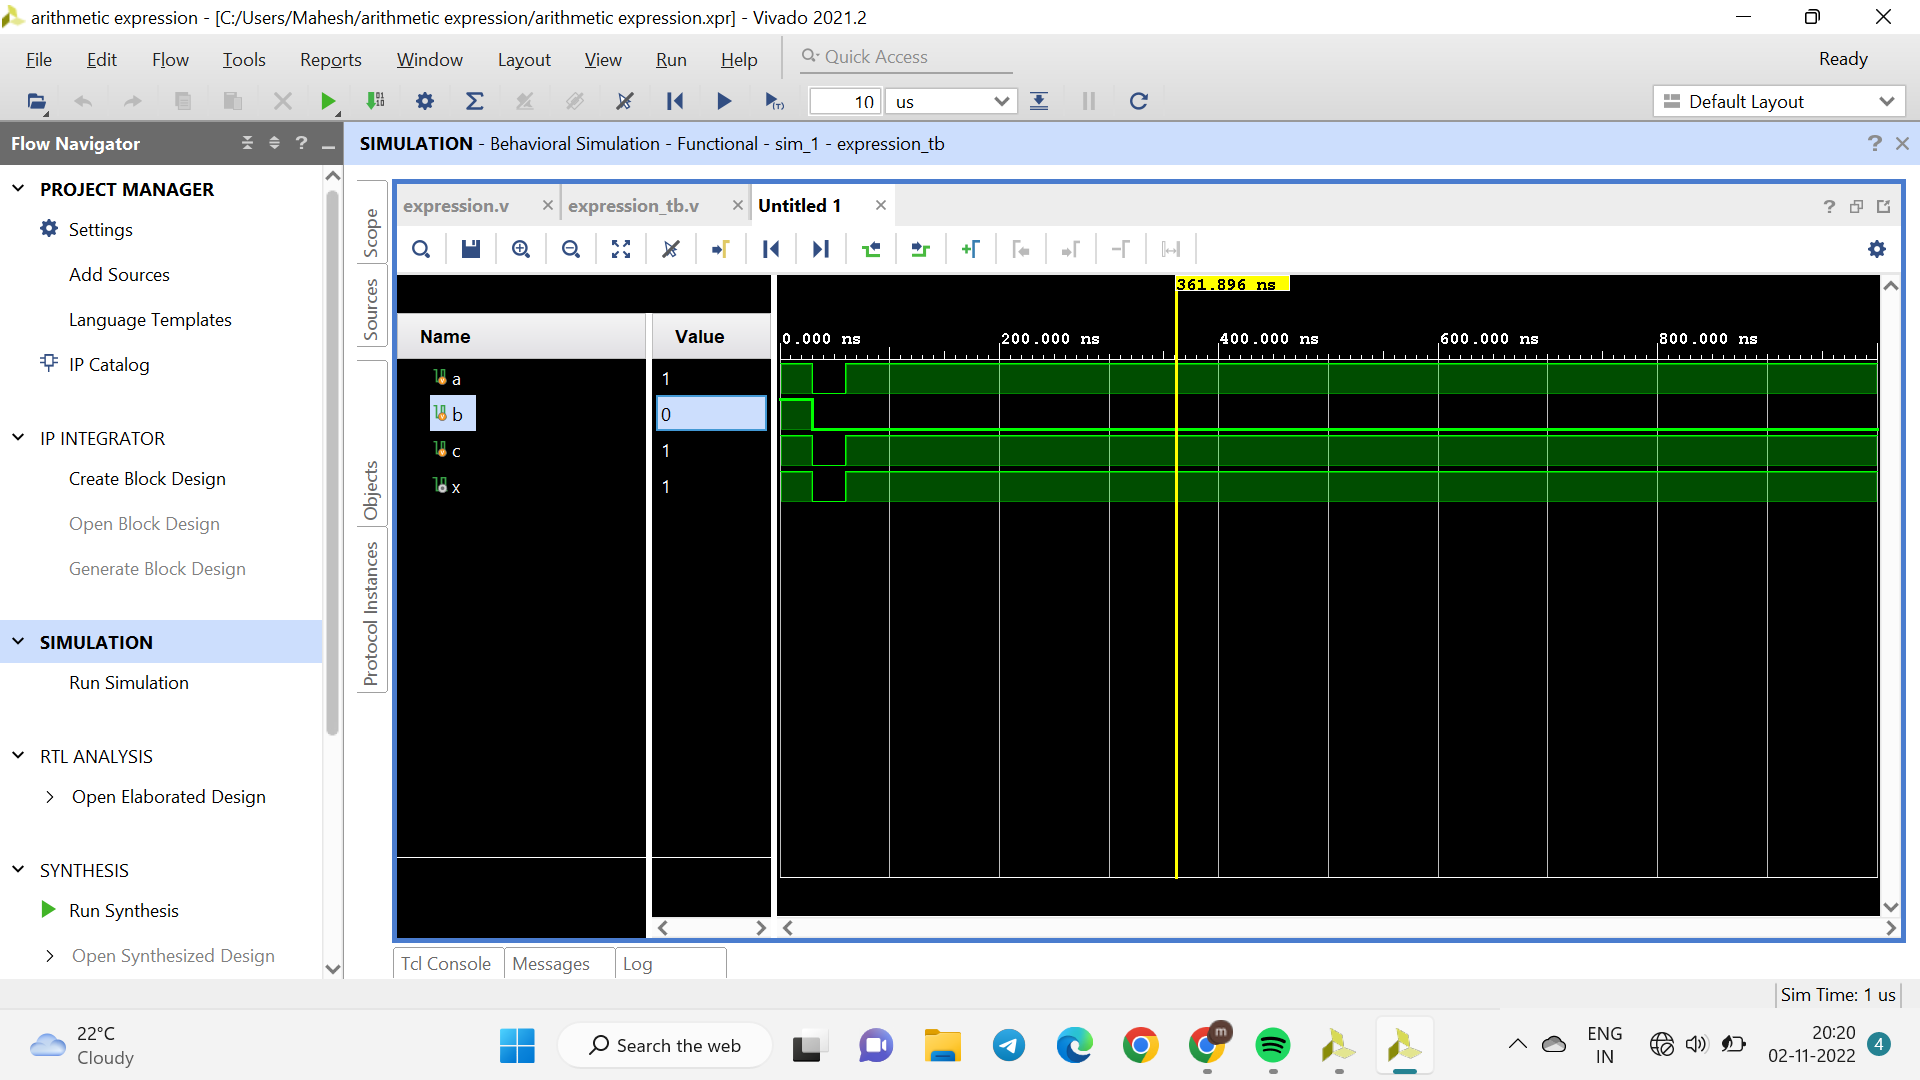 arithmetic expression - [C:/Users/Mahesh/arithmetic expression/arithmetic expression.xpr] - Vivado 2021.2
File Edit Flow Tools Reports Window Layout View Run Help Quick Access Ready
10 us Default Layout
Flow Navigator
SIMULATION - Behavioral Simulation - Functional - sim_1 - expression_tb
PROJECT MANAGER
Settings
Add Sources
Language Templates
IP Catalog
IP INTEGRATOR
Create Block Design
Open Block Design
Generate Block Design
SIMULATION
Run Simulation
RTL ANALYSIS
Open Elaborated Design
SYNTHESIS
Run Synthesis
Open Synthesized Design
Scope
Sources
Objects
Protocol Instances
expression.v expression_tb.v Untitled 1
361.896 ns
Name Value
0.000 ns 200.000 ns 400.000 ns 600.000 ns 800.000 ns
a 1
b 0
c 1
x 1
Tcl Console Messages Log
Sim Time: 1 us
22°C
Cloudy
Search the web
m
ENG
IN
20:20
02-11-2022
4